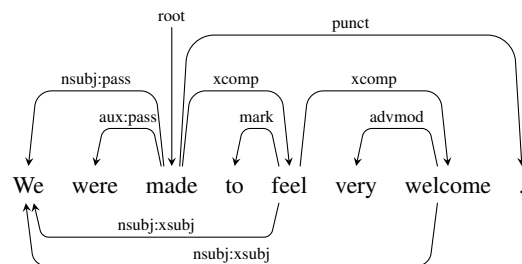 root
punct
nsubj:pass xcomp xcomp
aux:pass mark advmod
We were made to feel very welcome .
nsubj:xsubj
nsubj:xsubj